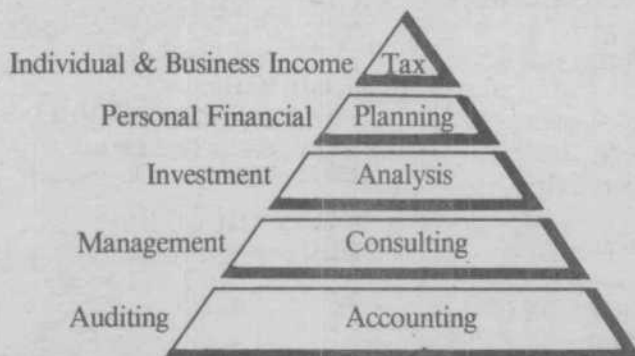 Individual & Business Income Tax
Personal Financial Planning
Investment Analysis
Management Consulting
Auditing Accounting